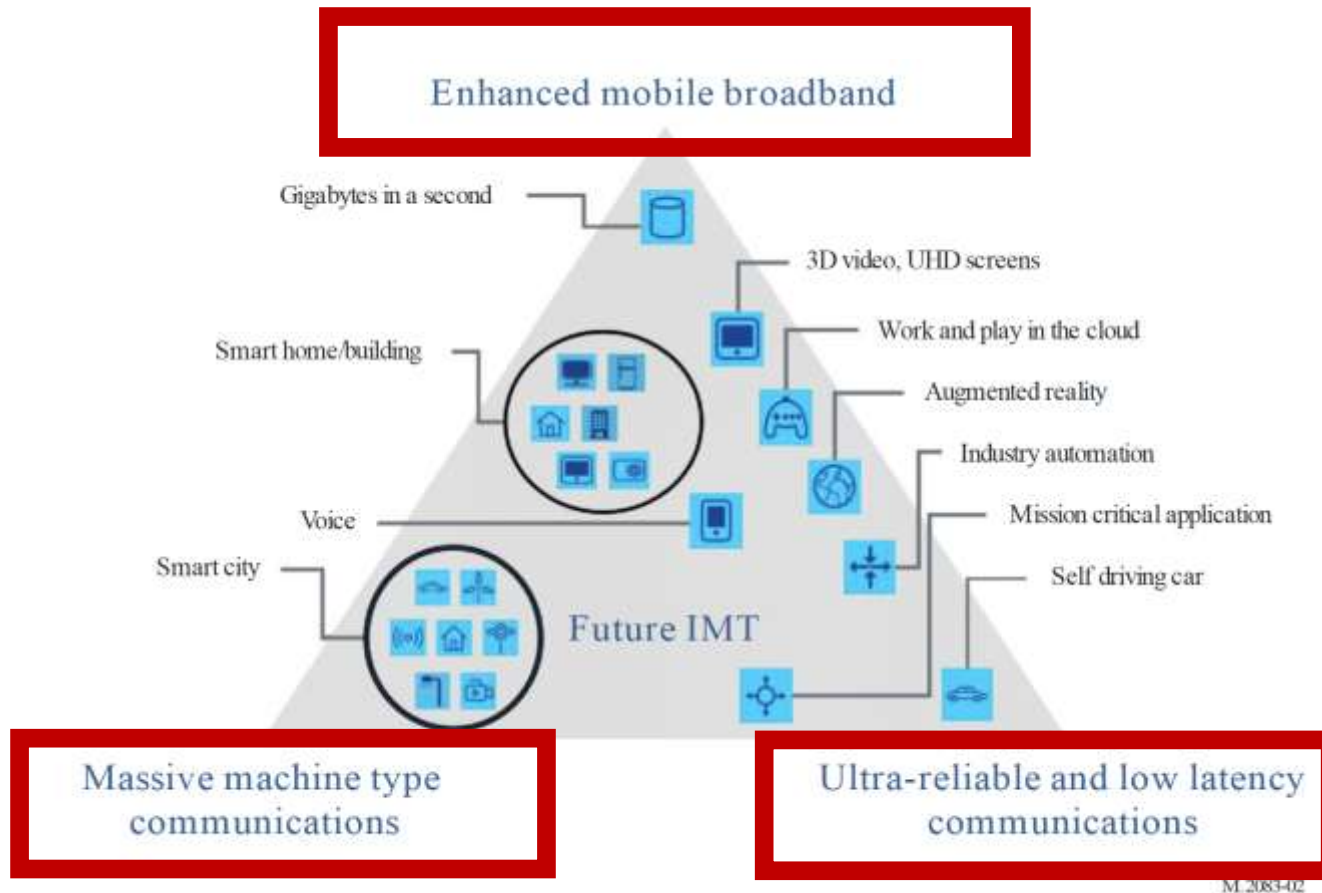 Enhanced mobile broadband
Gigabytes in a second
3D video, UHD screens
Smart home/building
Work and play in the cloud
Augmented reality
Industry automation
Voice
Mission critical application
Smart city
Self driving car
Future IMT
Massive machine type
communications
Ultra-reliable and low latency
communications
M.2083-02